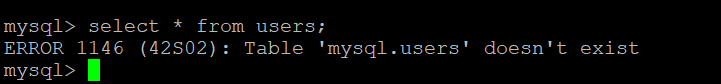 mysql> select * from users;
ERROR 1146 (42S02): Table 'mysql.users' doesn't exist
mysql>